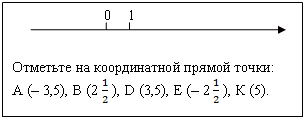 0 1
Отметьте на координатной прямой точки:
A (– 3,5), B (2 1/2), D (3,5), E (– 2 1/2), K (5).